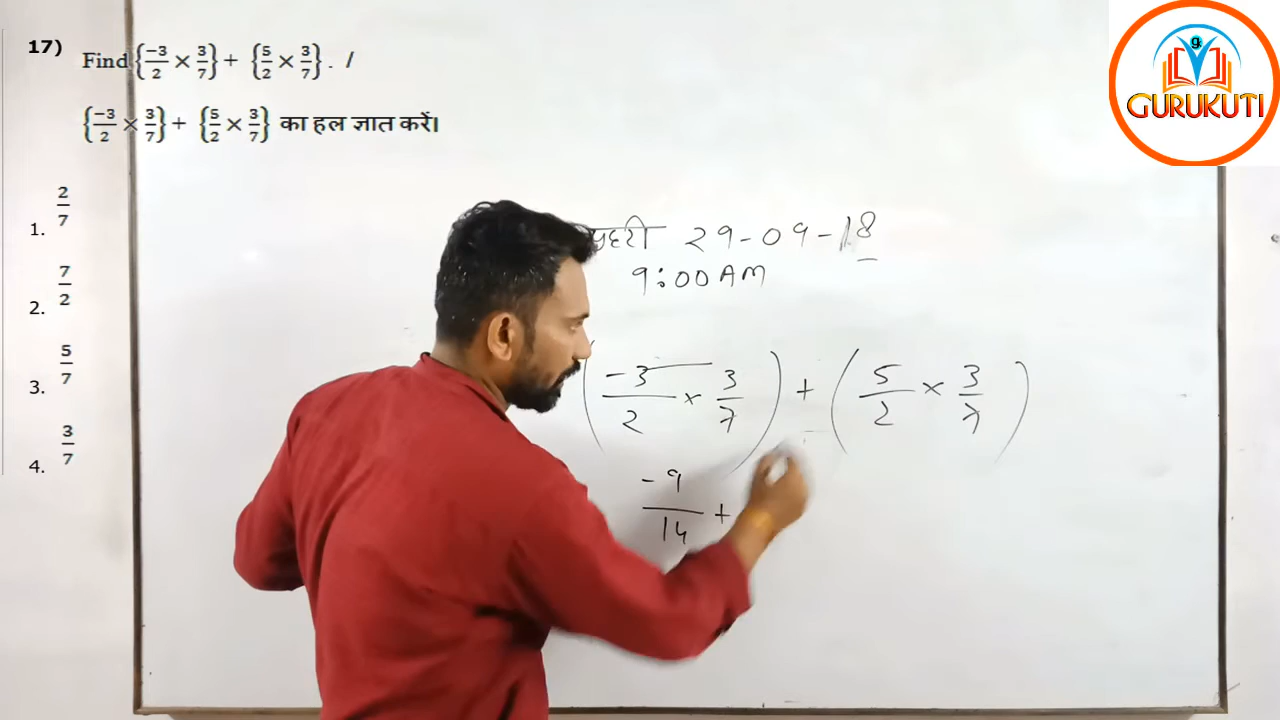 17) Find {-3/2 × 3/7} + {5/2 × 3/7} . /
{-3/2 × 3/7} + {5/2 × 3/7} का हल ज्ञात करें।
1. 2/7
2. 7/2
3. 5/7
4. 3/7
GURUKUTI
29-09-18
9:00 AM
(-3/2 × 3/7) + (5/2 × 3/7)
-9/14 +